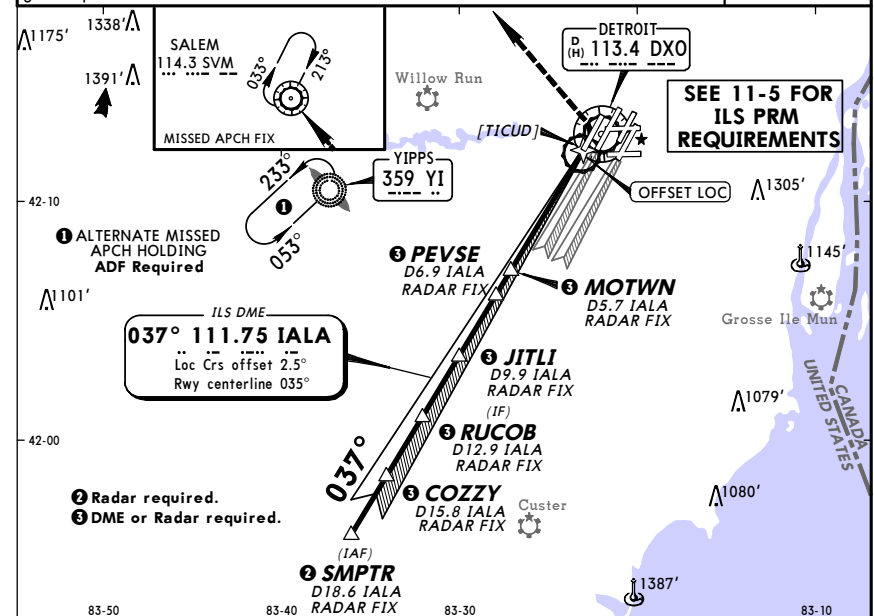 1338'
1175'
1391'
SALEM
114.3 SVM
033°
213°
MISSED APCH FIX
Willow Run
DETROIT
D
(H) 113.4 DXO
[TICUD]
SEE 11-5 FOR
ILS PRM
REQUIREMENTS
YIPPS
359 YI
233°
1
053°
OFFSET LOC
1305'
42-10
1 ALTERNATE MISSED
APCH HOLDING
ADF Required
3 PEVSE
D6.9 IALA
RADAR FIX
3 MOTWN
D5.7 IALA
RADAR FIX
1145'
Grosse Ile Mun
1101'
ILS DME
037° 111.75 IALA
Loc Crs offset 2.5°
Rwy centerline 035°
3 JITLI
D9.9 IALA
RADAR FIX
(IF)
3 RUCOB
D12.9 IALA
RADAR FIX
CANADA
UNITED STATES
1079'
42-00
037°
3 COZZY
D15.8 IALA
RADAR FIX
Custer
1080'
2 Radar required.
3 DME or Radar required.
(IAF)
2 SMPTR
D18.6 IALA
RADAR FIX
1387'
83-50
83-40
83-30
83-10